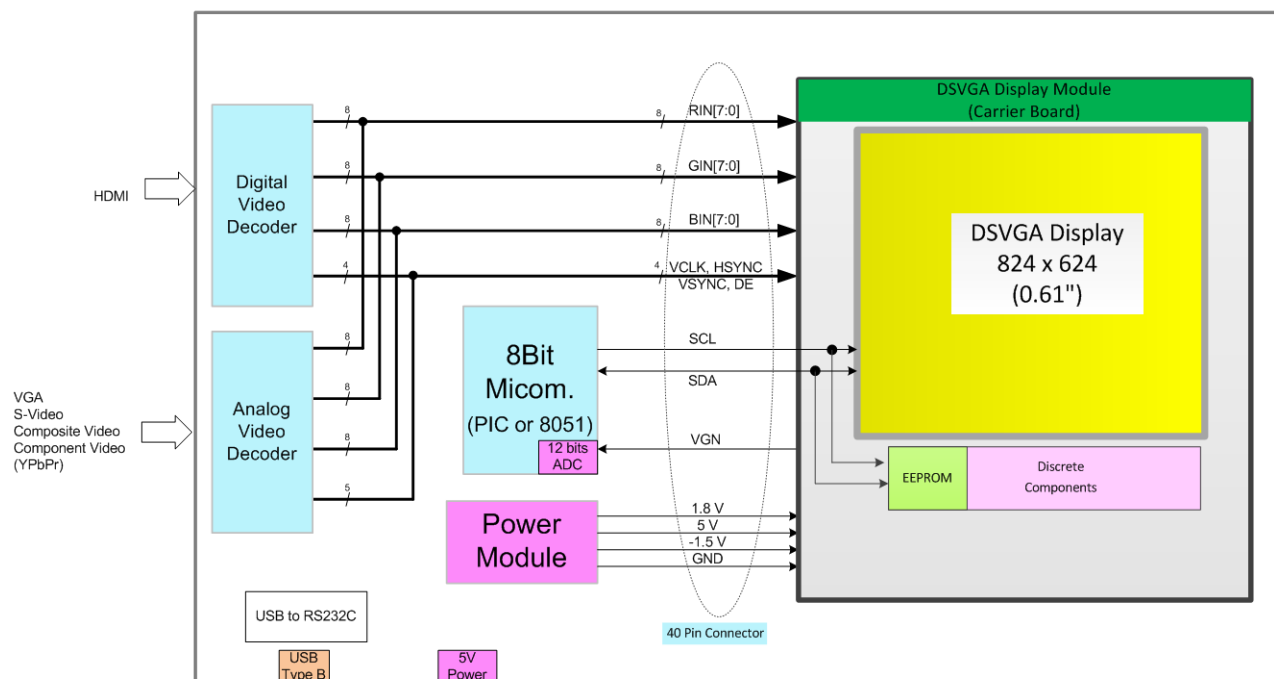 DSVGA Display Module
(Carrier Board)
8
8
RIN[7:0]
8
8
GIN[7:0]
8
8
BIN[7:0]
4
4
VCLK, HSYNC
VSYNC, DE
HDMI
Digital
Video
Decoder
DSVGA Display
824 x 624
(0.61")
8
8
8
5
VGA
S-Video
Composite Video
Component Video
(YPbPr)
Analog
Video
Decoder
8Bit
Micom.
(PIC or 8051)
12 bits
ADC
SCL
SDA
VGN
EEPROM
Discrete
Components
Power
Module
1.8 V
5 V
-1.5 V
GND
USB to RS232C
40 Pin Connector
USB
Type B
5V
Power